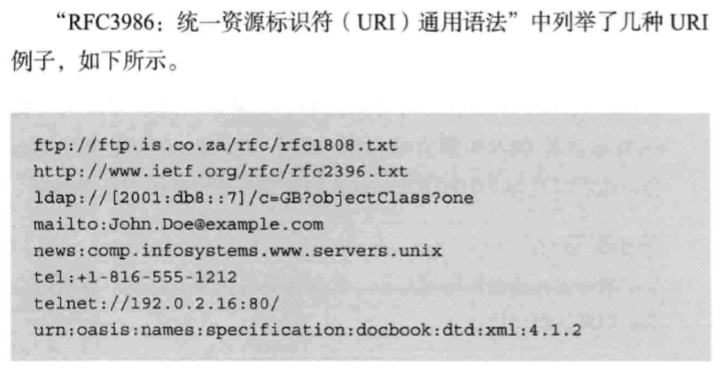 “RFC3986：统一资源标识符（URI）通用语法”中列举了几种 URI
例子，如下所示。
ftp://ftp.is.co.za/rfc/rfc1808.txt
http://www.ietf.org/rfc/rfc2396.txt
ldap://[2001:db8::7]/c=GB?objectClass?one
mailto:John.Doe@example.com
news:comp.infosystems.www.servers.unix
tel:+1-816-555-1212
telnet://192.0.2.16:80/
urn:oasis:names:specification:docbook:dtd:xml:4.1.2